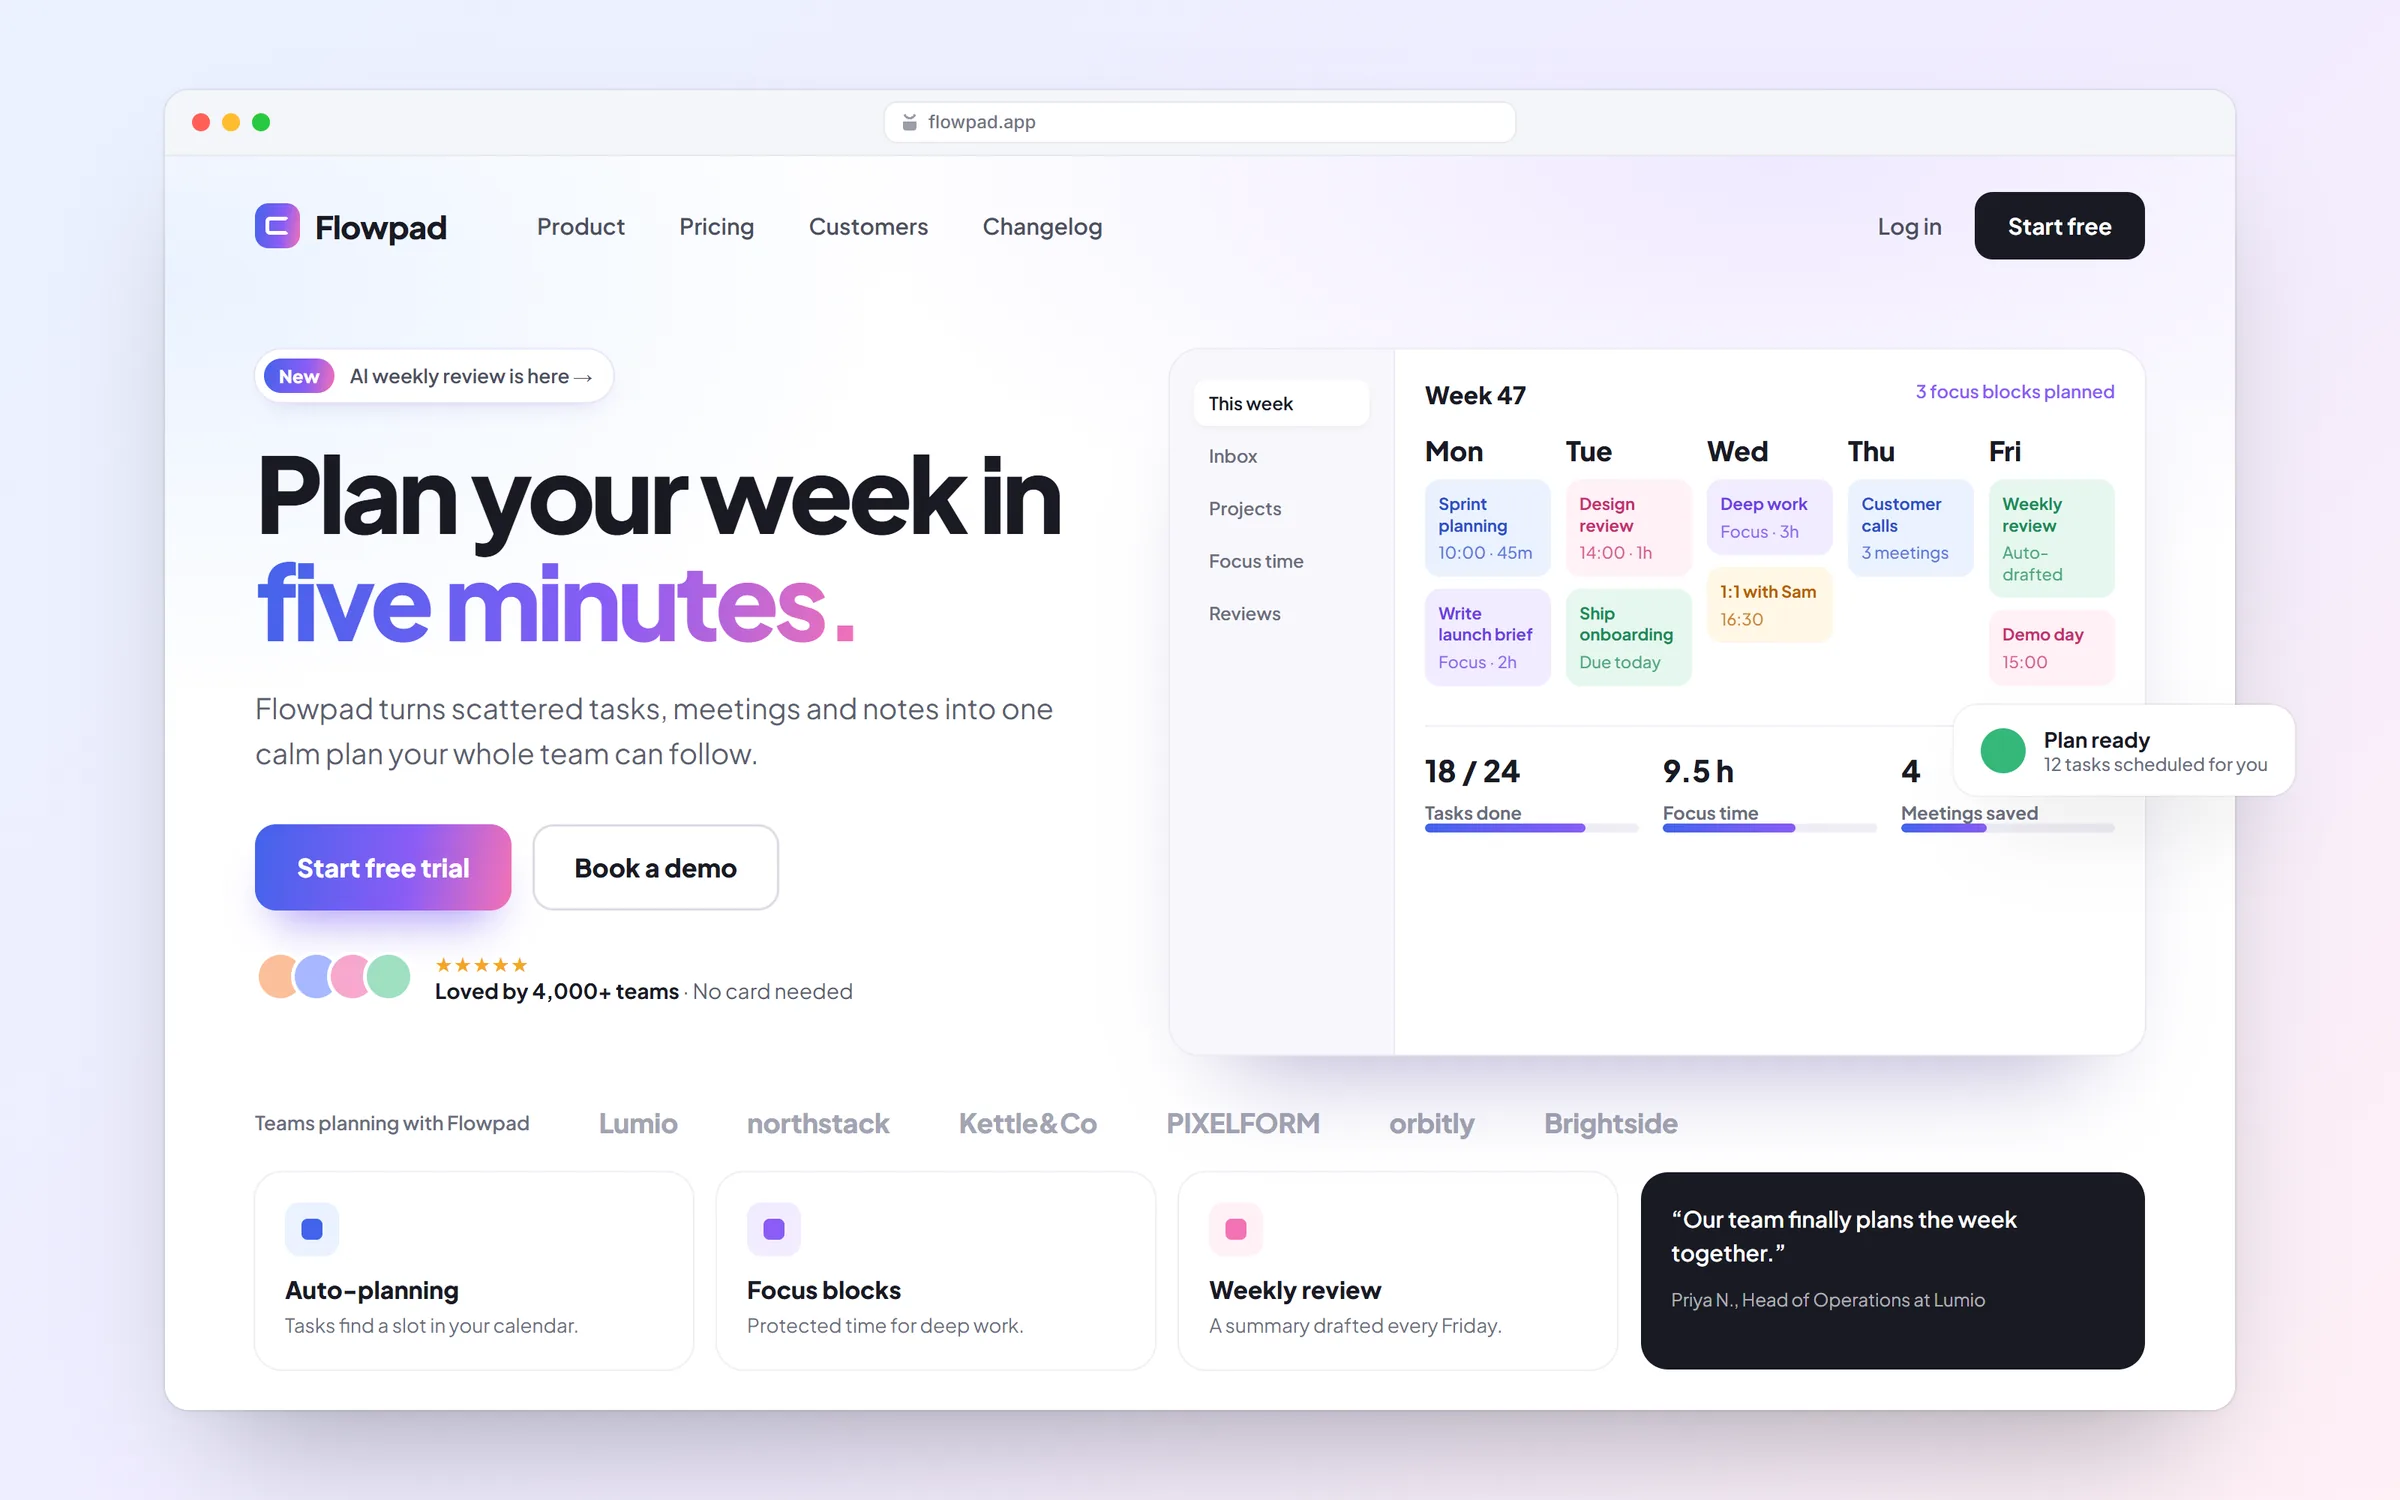 flowpad.app
Flowpad
Product
Pricing
Customers
Changelog
Log in
Start free
New
AI weekly review is here →
Plan your week in
five minutes.
Flowpad turns scattered tasks, meetings and notes into one
calm plan your whole team can follow.
Start free trial
Book a demo
★★★★★
Loved by 4,000+ teams · No card needed
This week
Inbox
Projects
Focus time
Reviews
Week 47
3 focus blocks planned
Mon
Sprint
planning
10:00 · 45m
Write
launch brief
Focus · 2h
Tue
Design
review
14:00 · 1h
Ship
onboarding
Due today
Wed
Deep work
Focus · 3h
1:1 with Sam
16:30
Thu
Customer
calls
3 meetings
Fri
Weekly
review
Auto-
drafted
Demo day
15:00
18 / 24
Tasks done
9.5 h
Focus time
4
Meetings saved
Plan ready
12 tasks scheduled for you
Teams planning with Flowpad
Lumio
northstack
Kettle&Co
PIXELFORM
orbitly
Brightside
Auto-planning
Tasks find a slot in your calendar.
Focus blocks
Protected time for deep work.
Weekly review
A summary drafted every Friday.
“Our team finally plans the week
together.”
Priya N., Head of Operations at Lumio